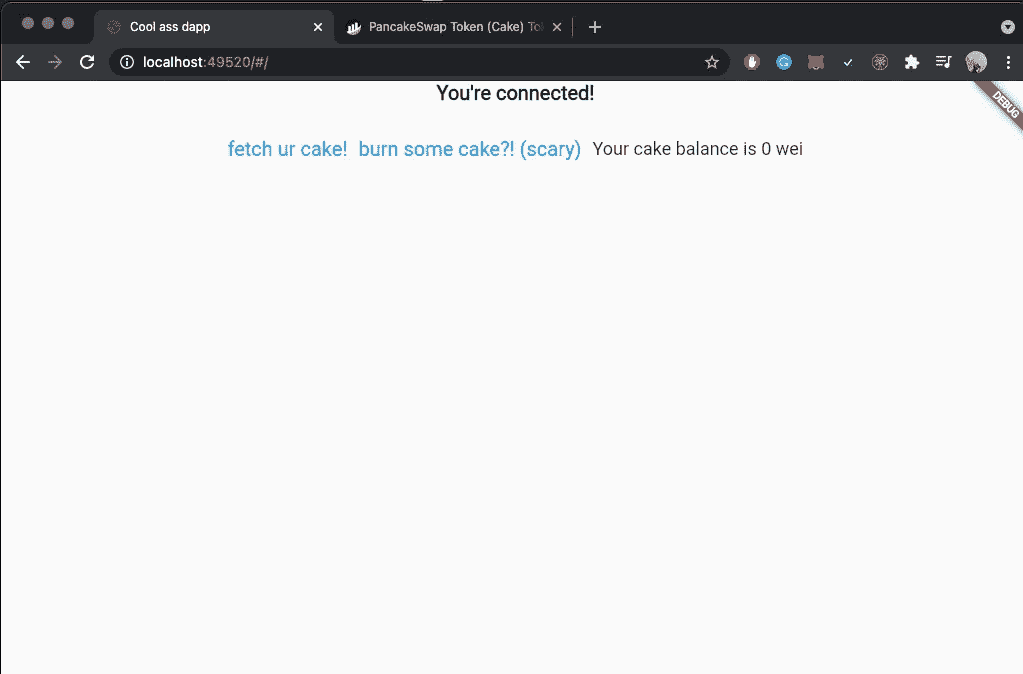 Cool ass dapp
PancakeSwap Token (Cake) To
localhost:49520/#/
DEBUG
You're connected!
fetch ur cake! burn some cake?! (scary) Your cake balance is 0 wei